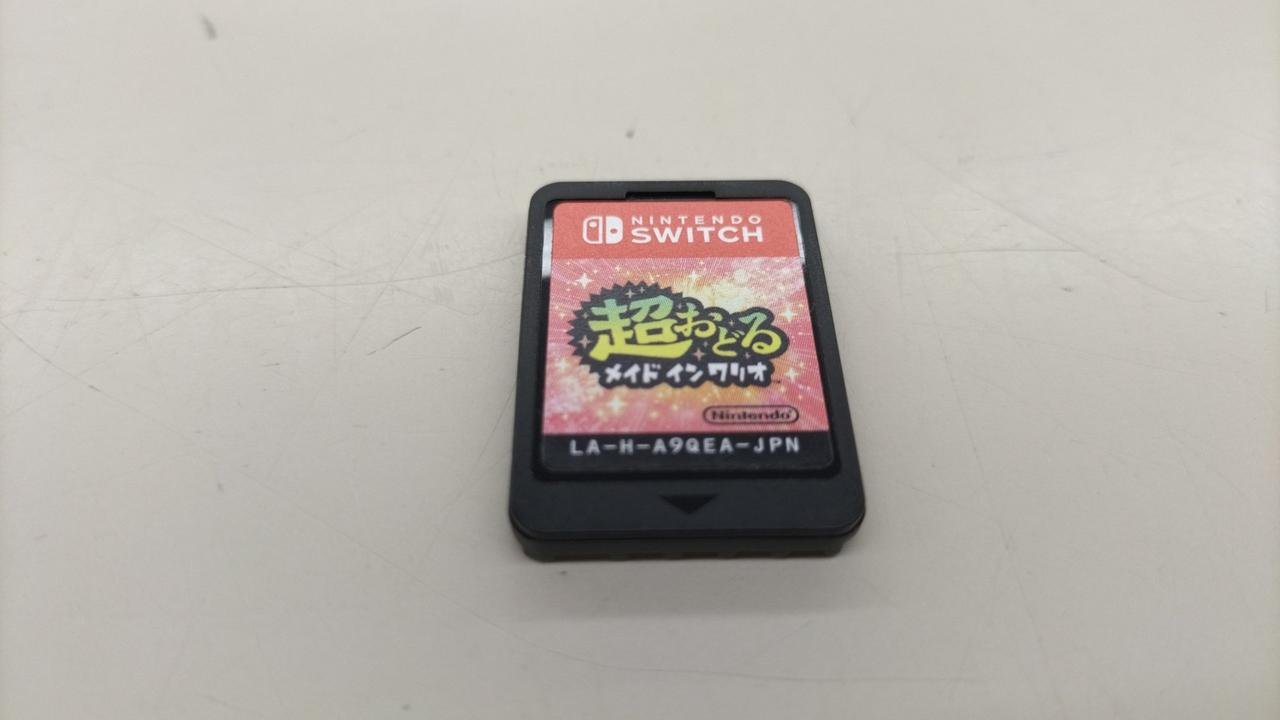 NINTENDO
SWITCH
超おどる
メイド イン ワリオ
Nintendo
LA-H-A9QEA-JPN